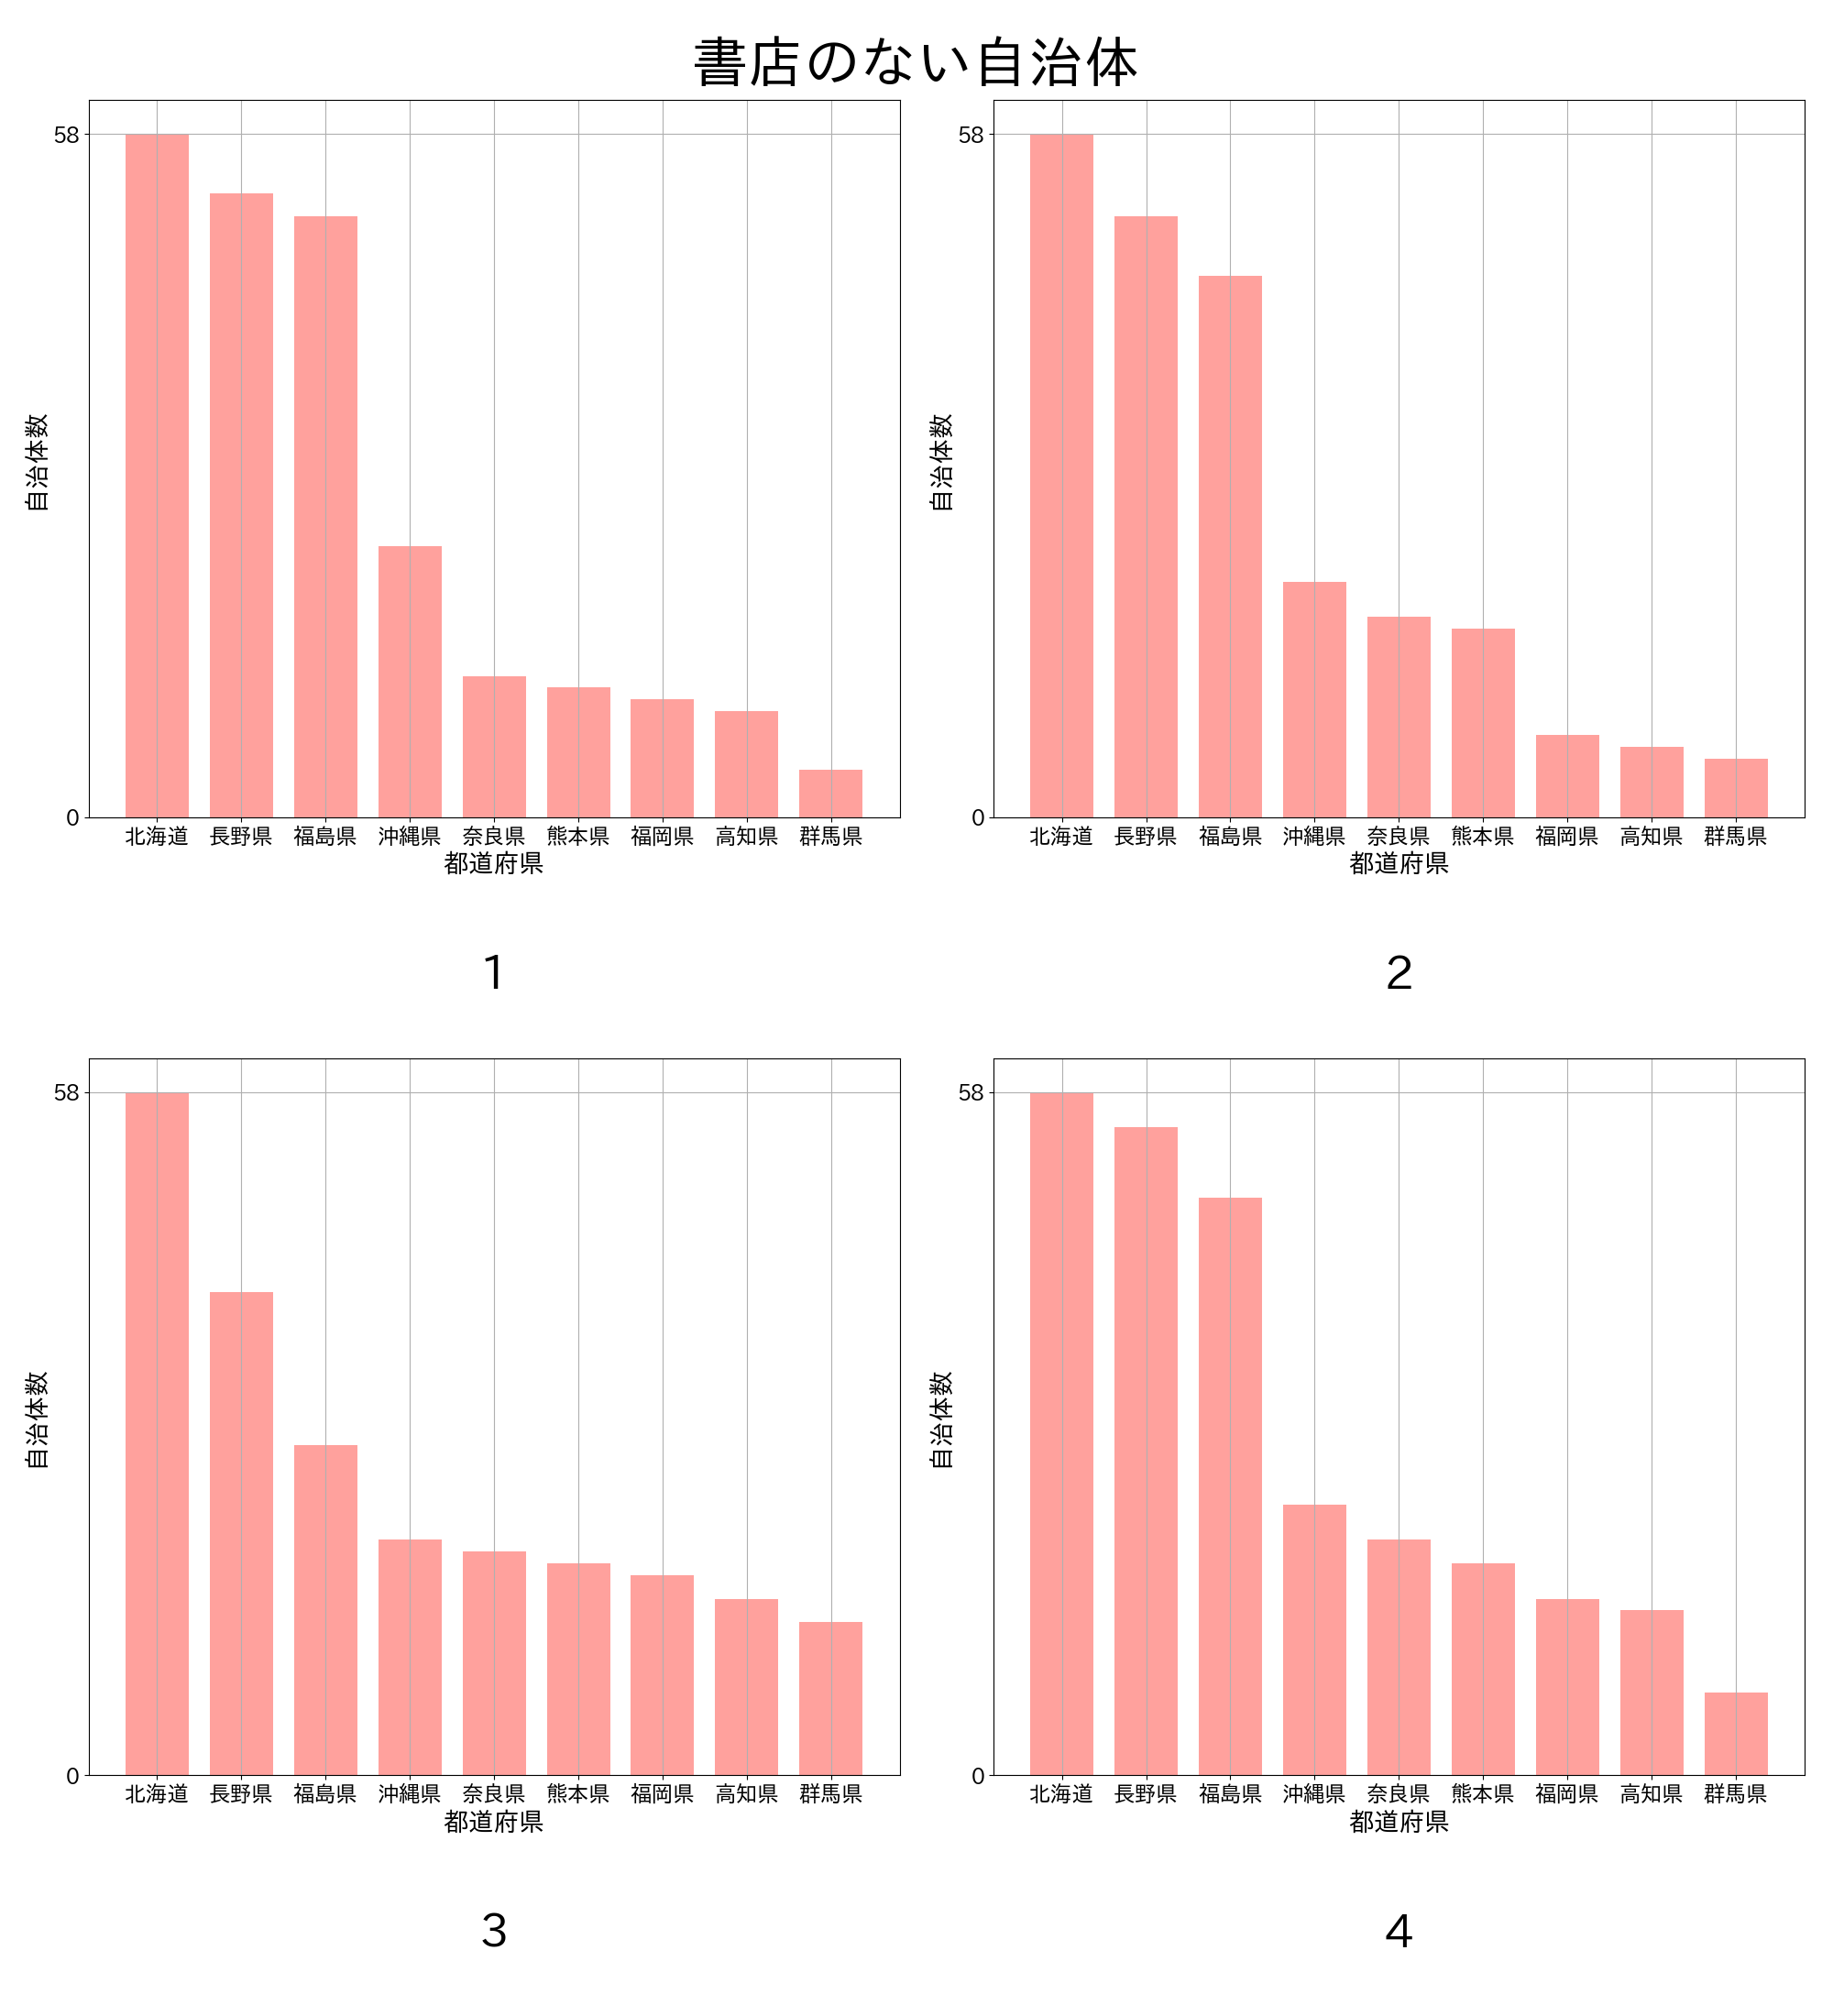 書店のない自治体
58
0
自治体数
北海道 長野県 福島県 沖縄県 奈良県 熊本県 福岡県 高知県 群馬県
都道府県
1
58
0
自治体数
北海道 長野県 福島県 沖縄県 奈良県 熊本県 福岡県 高知県 群馬県
都道府県
2
58
0
自治体数
北海道 長野県 福島県 沖縄県 奈良県 熊本県 福岡県 高知県 群馬県
都道府県
3
58
0
自治体数
北海道 長野県 福島県 沖縄県 奈良県 熊本県 福岡県 高知県 群馬県
都道府県
4